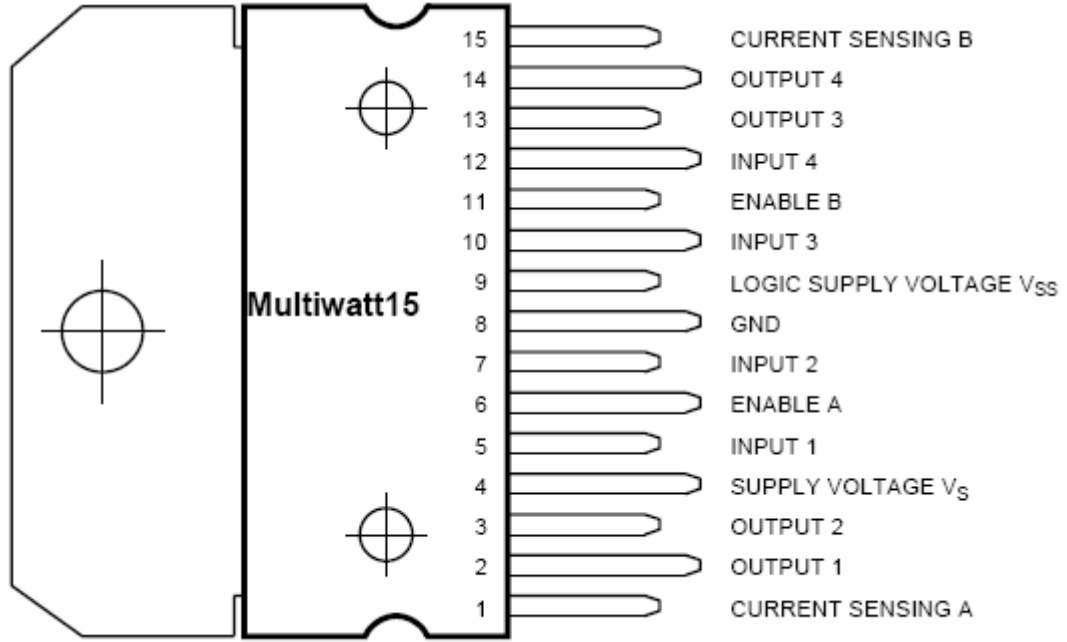 15 CURRENT SENSING B
14 OUTPUT 4
13 OUTPUT 3
12 INPUT 4
11 ENABLE B
10 INPUT 3
9 LOGIC SUPPLY VOLTAGE VSS
Multiwatt15
8 GND
7 INPUT 2
6 ENABLE A
5 INPUT 1
4 SUPPLY VOLTAGE VS
3 OUTPUT 2
2 OUTPUT 1
1 CURRENT SENSING A